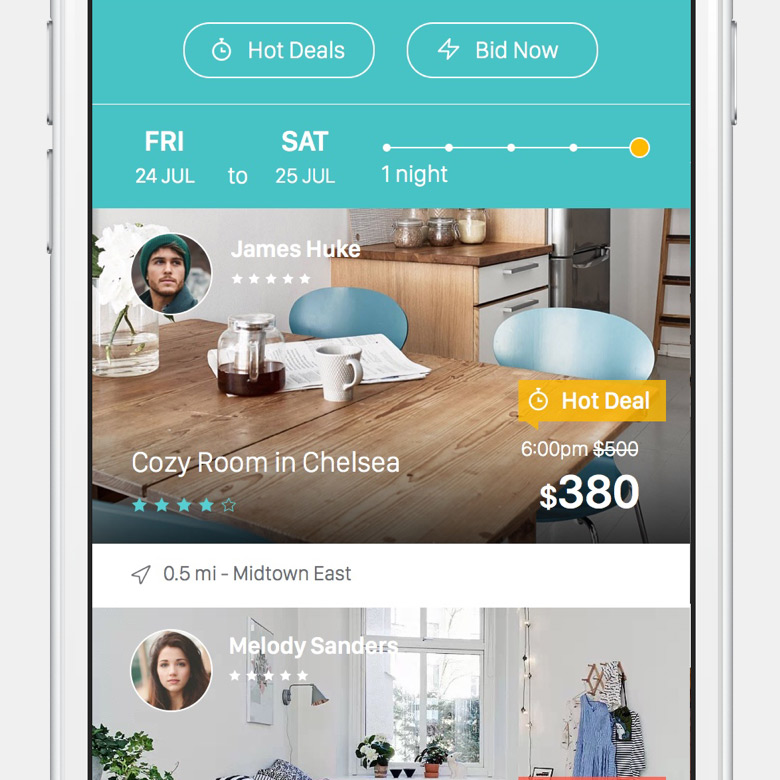 Hot Deals
Bid Now
FRI
24 JUL
to
SAT
25 JUL
1 night
James Huke
Hot Deal
6:00pm $500
$380
Cozy Room in Chelsea
0.5 mi - Midtown East
Melody Sanders